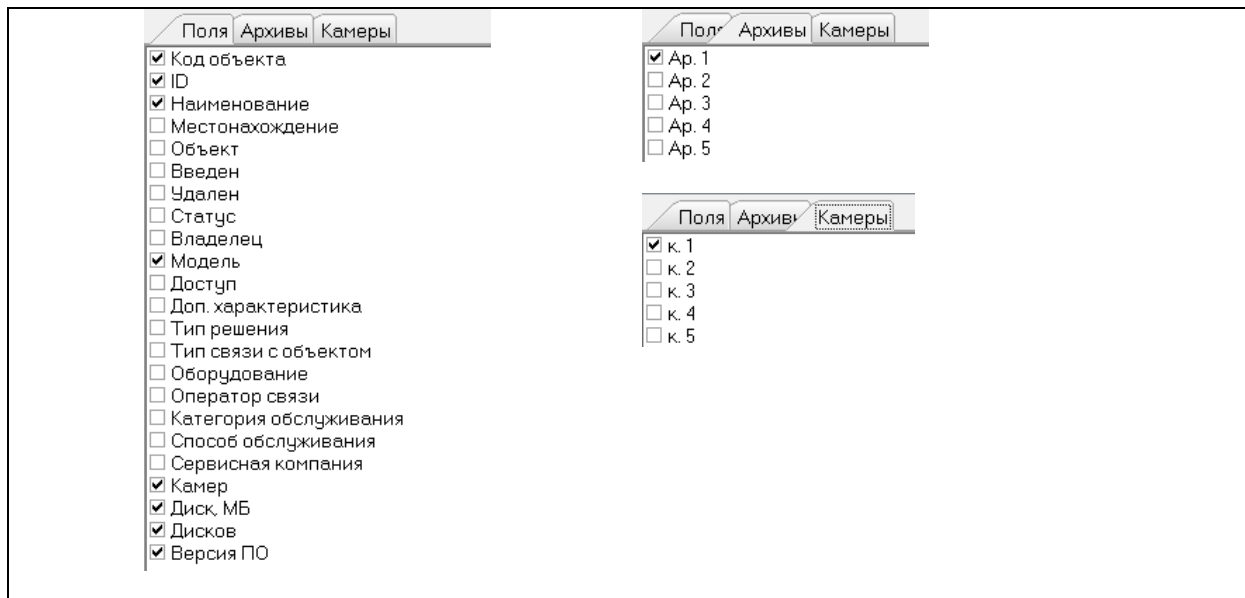 Поля Архивы Камеры
Код объекта
ID
Наименование
Местонахождение
Объект
Введен
Удален
Статус
Владелец
Модель
Доступ
Доп. характеристика
Тип решения
Тип связи с объектом
Оборудование
Оператор связи
Категория обслуживания
Способ обслуживания
Сервисная компания
Камер
Диск, МБ
Дисков
Версия ПО
Поля Архивы Камеры
Ар. 1
Ар. 2
Ар. 3
Ар. 4
Ар. 5
Поля Архивы Камеры
к. 1
к. 2
к. 3
к. 4
к. 5